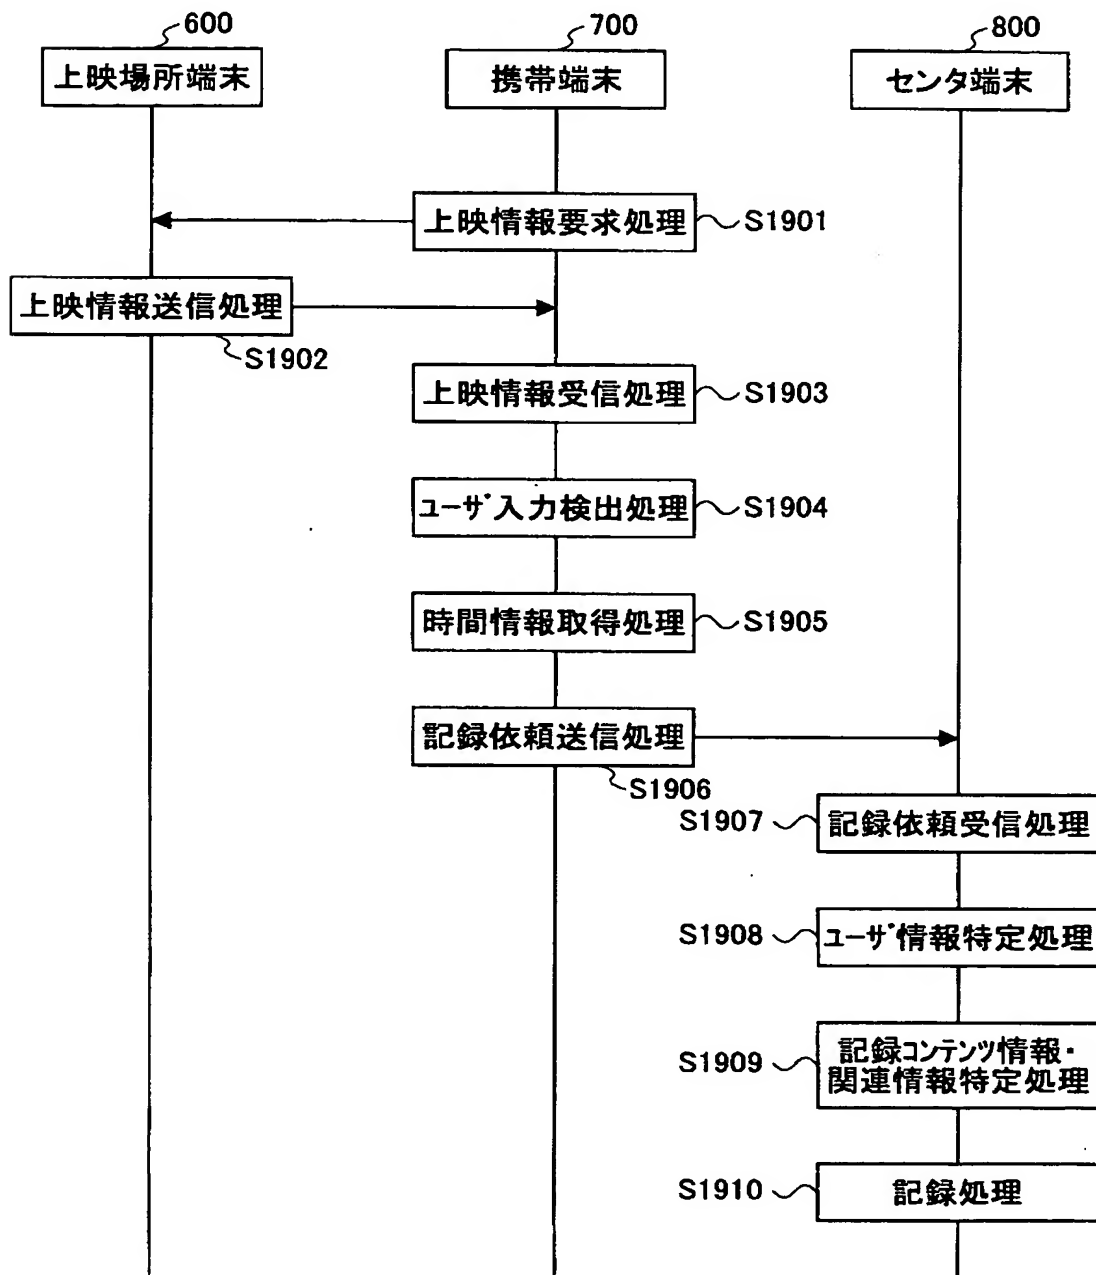 600
700
800
上映場所端末
携帯端末
センタ端末
上映情報要求処理
S1901
上映情報送信処理
S1902
上映情報受信処理
S1903
ユーザ入力検出処理
S1904
時間情報取得処理
S1905
記録依頼送信処理
S1906
S1907
記録依頼受信処理
S1908
ユーザ情報特定処理
S1909
記録コンテンツ情報・
関連情報特定処理
S1910
記録処理